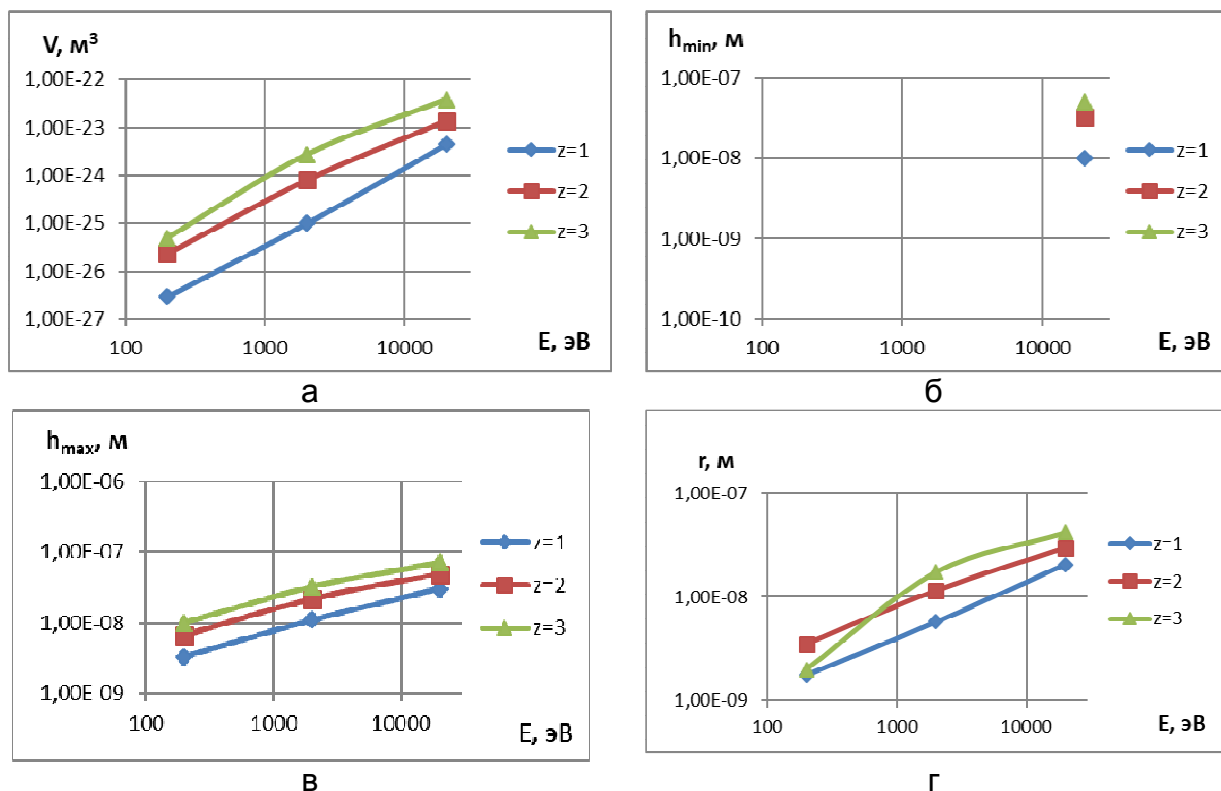 V, м³
1,00E-22
1,00E-23
1,00E-24
1,00E-25
1,00E-26
1,00E-27
100 1000 10000
E, эВ
z=1
z=2
z=3
а
hmin, м
1,00E-07
1,00E-08
1,00E-09
1,00E-10
100 1000 10000
E, эВ
z=1
z=2
z=3
б
hmax, м
1,00E-06
1,00E-07
1,00E-08
1,00E-09
100 1000 10000
E, эВ
z=1
z=2
z=3
в
r, м
1,00E-07
1,00E-08
1,00E-09
100 1000 10000
E, эВ
z=1
z=2
z=3
г